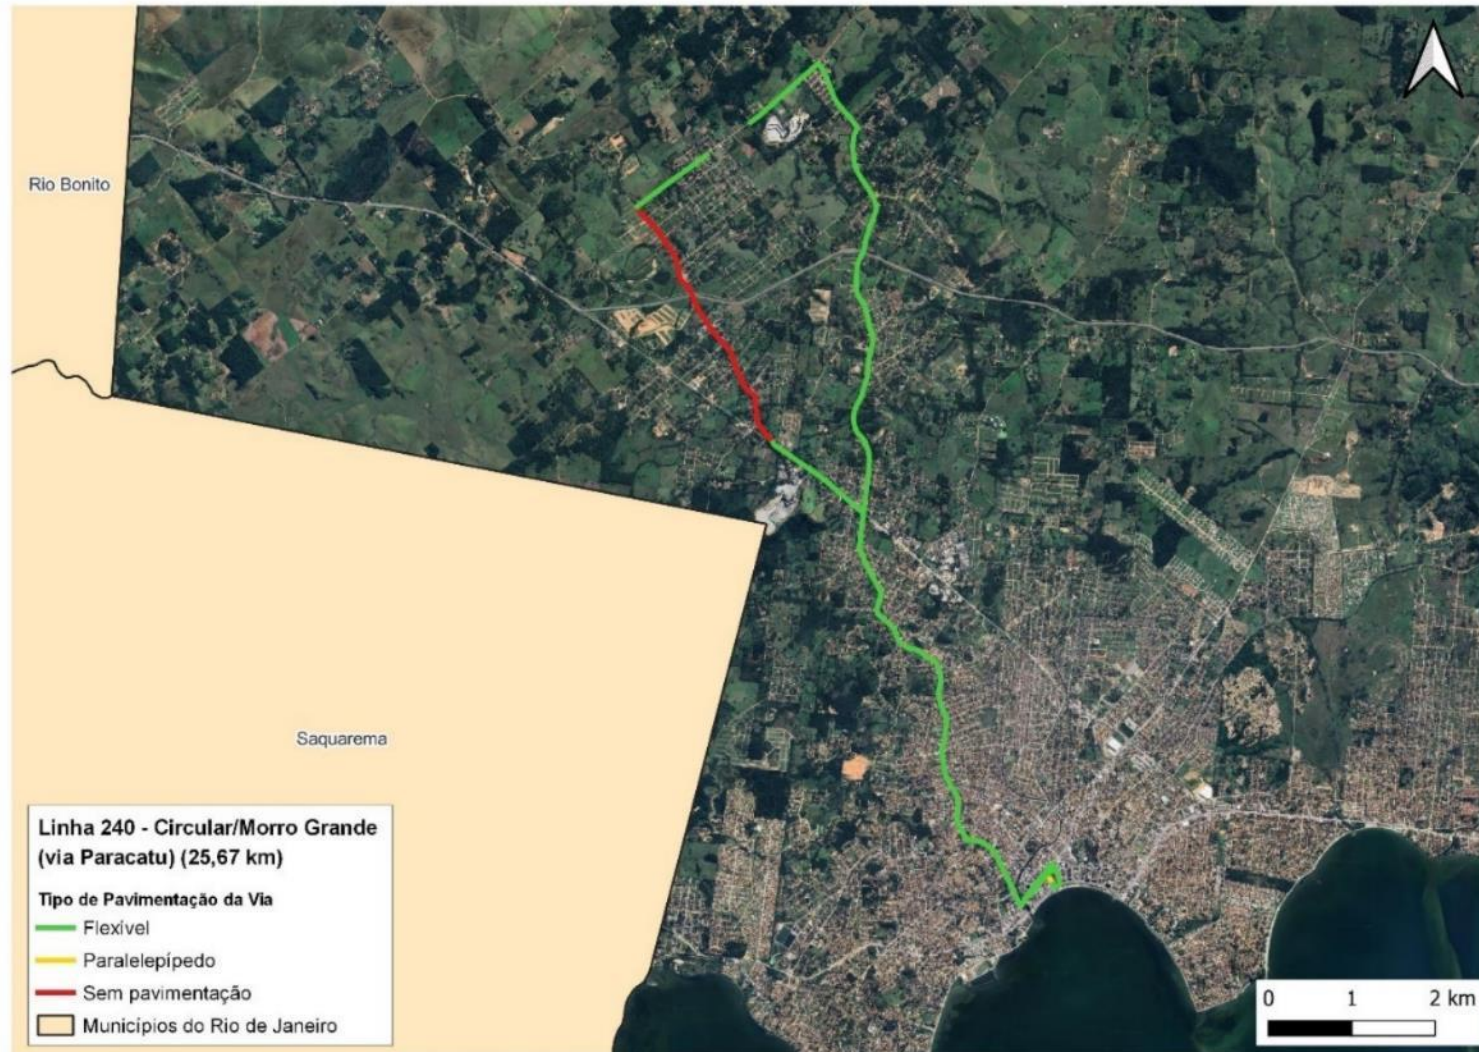 Rio Bonito
Saquarema
Linha 240 - Circular/Morro Grande
(via Paracatu) (25,67 km)
Tipo de Pavimentação da Via
Flexível
Paralelepípedo
Sem pavimentação
Municípios do Rio de Janeiro
0 1 2 km